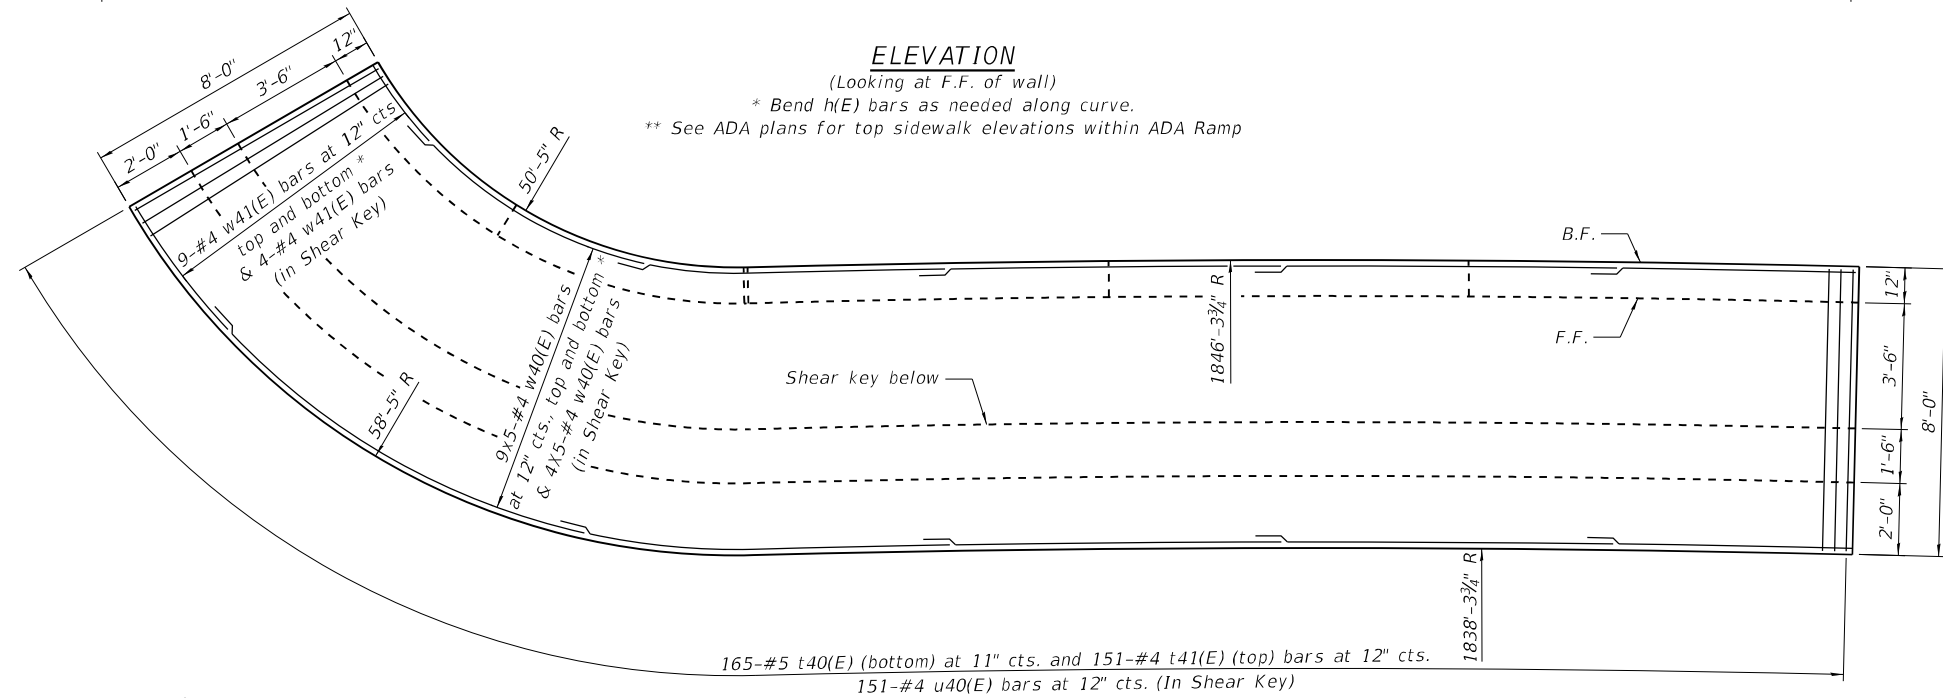 ELEVATION
(Looking at F.F. of wall)
* Bend h(E) bars as needed along curve.
** See ADA plans for top sidewalk elevations within ADA Ramp
8'-0"
12"
3'-6"
1'-6"
2'-0"
9-#4 w41(E) bars at 12" cts
top and bottom *
& 4-#4 w41(E) bars
(in Shear Key)
50'-5" R
58'-5" R
9x5-#4 w40(E) bars
at 12" cts., top and bottom *
& 4X5-#4 w40(E) bars
(in Shear Key)
Shear key below
1846'-3¾" R
B.F.
F.F.
12"
3'-6"
1'-6"
2'-0"
8'-0"
1838'-3¾" R
165-#5 t40(E) (bottom) at 11" cts. and 151-#4 t41(E) (top) bars at 12" cts.
151-#4 u40(E) bars at 12" cts. (In Shear Key)